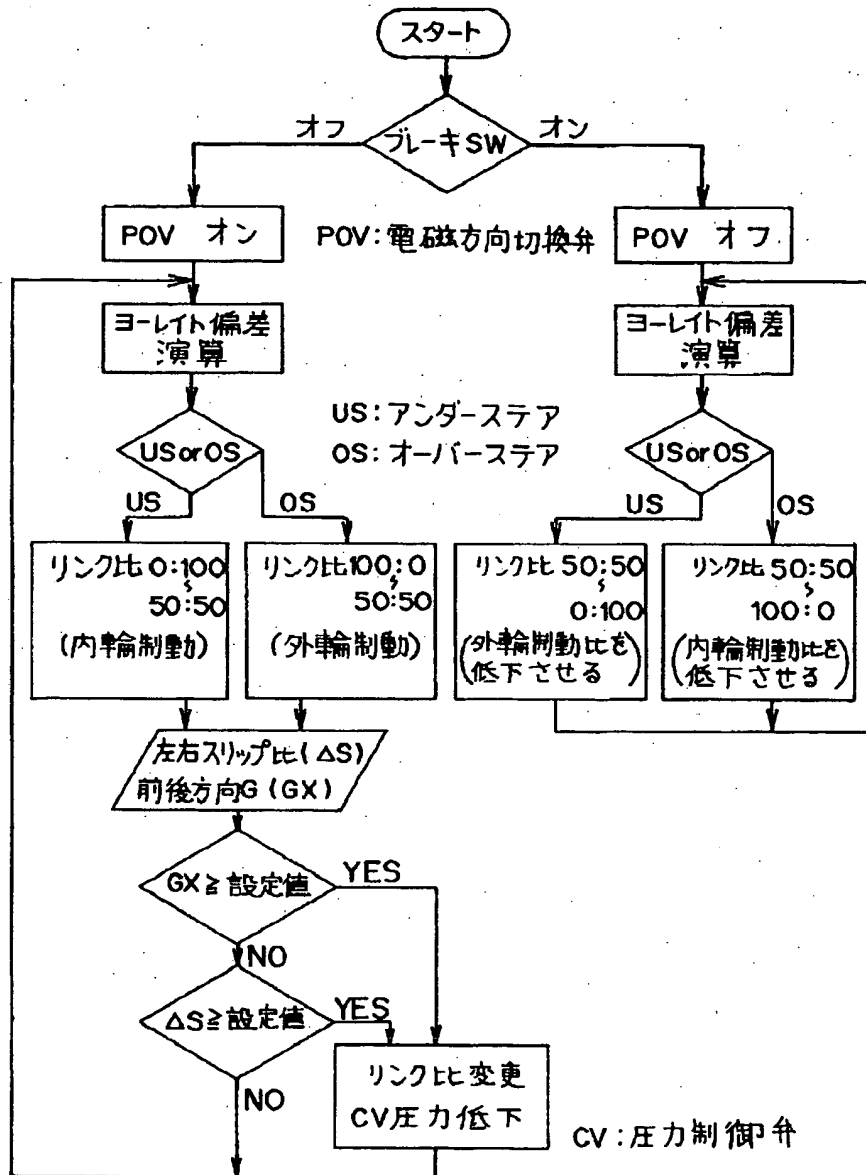 スタート
オフ
ブレーキSW
オン
POV オン
POV:電磁方向切換弁
POV オフ
ヨーレイト偏差
演算
ヨーレイト偏差
演算
US:アンダーステア
OS:オーバーステア
USorOS
USorOS
US
OS
US
OS
リンク比0:100
~
50:50
(内輪制動)
リンク比100:0
~
50:50
(外輪制動)
リンク比 50:50
~
0:100
(外輪制動比を
低下させる)
リンク比 50:50
~
100:0
(内輪制動比を
低下させる)
左右スリップ比(ΔS)
前後方向G(GX)
GX≧設定値
YES
NO
ΔS≧設定値
YES
NO
リンク比変更
CV圧力低下
CV:圧力制御弁